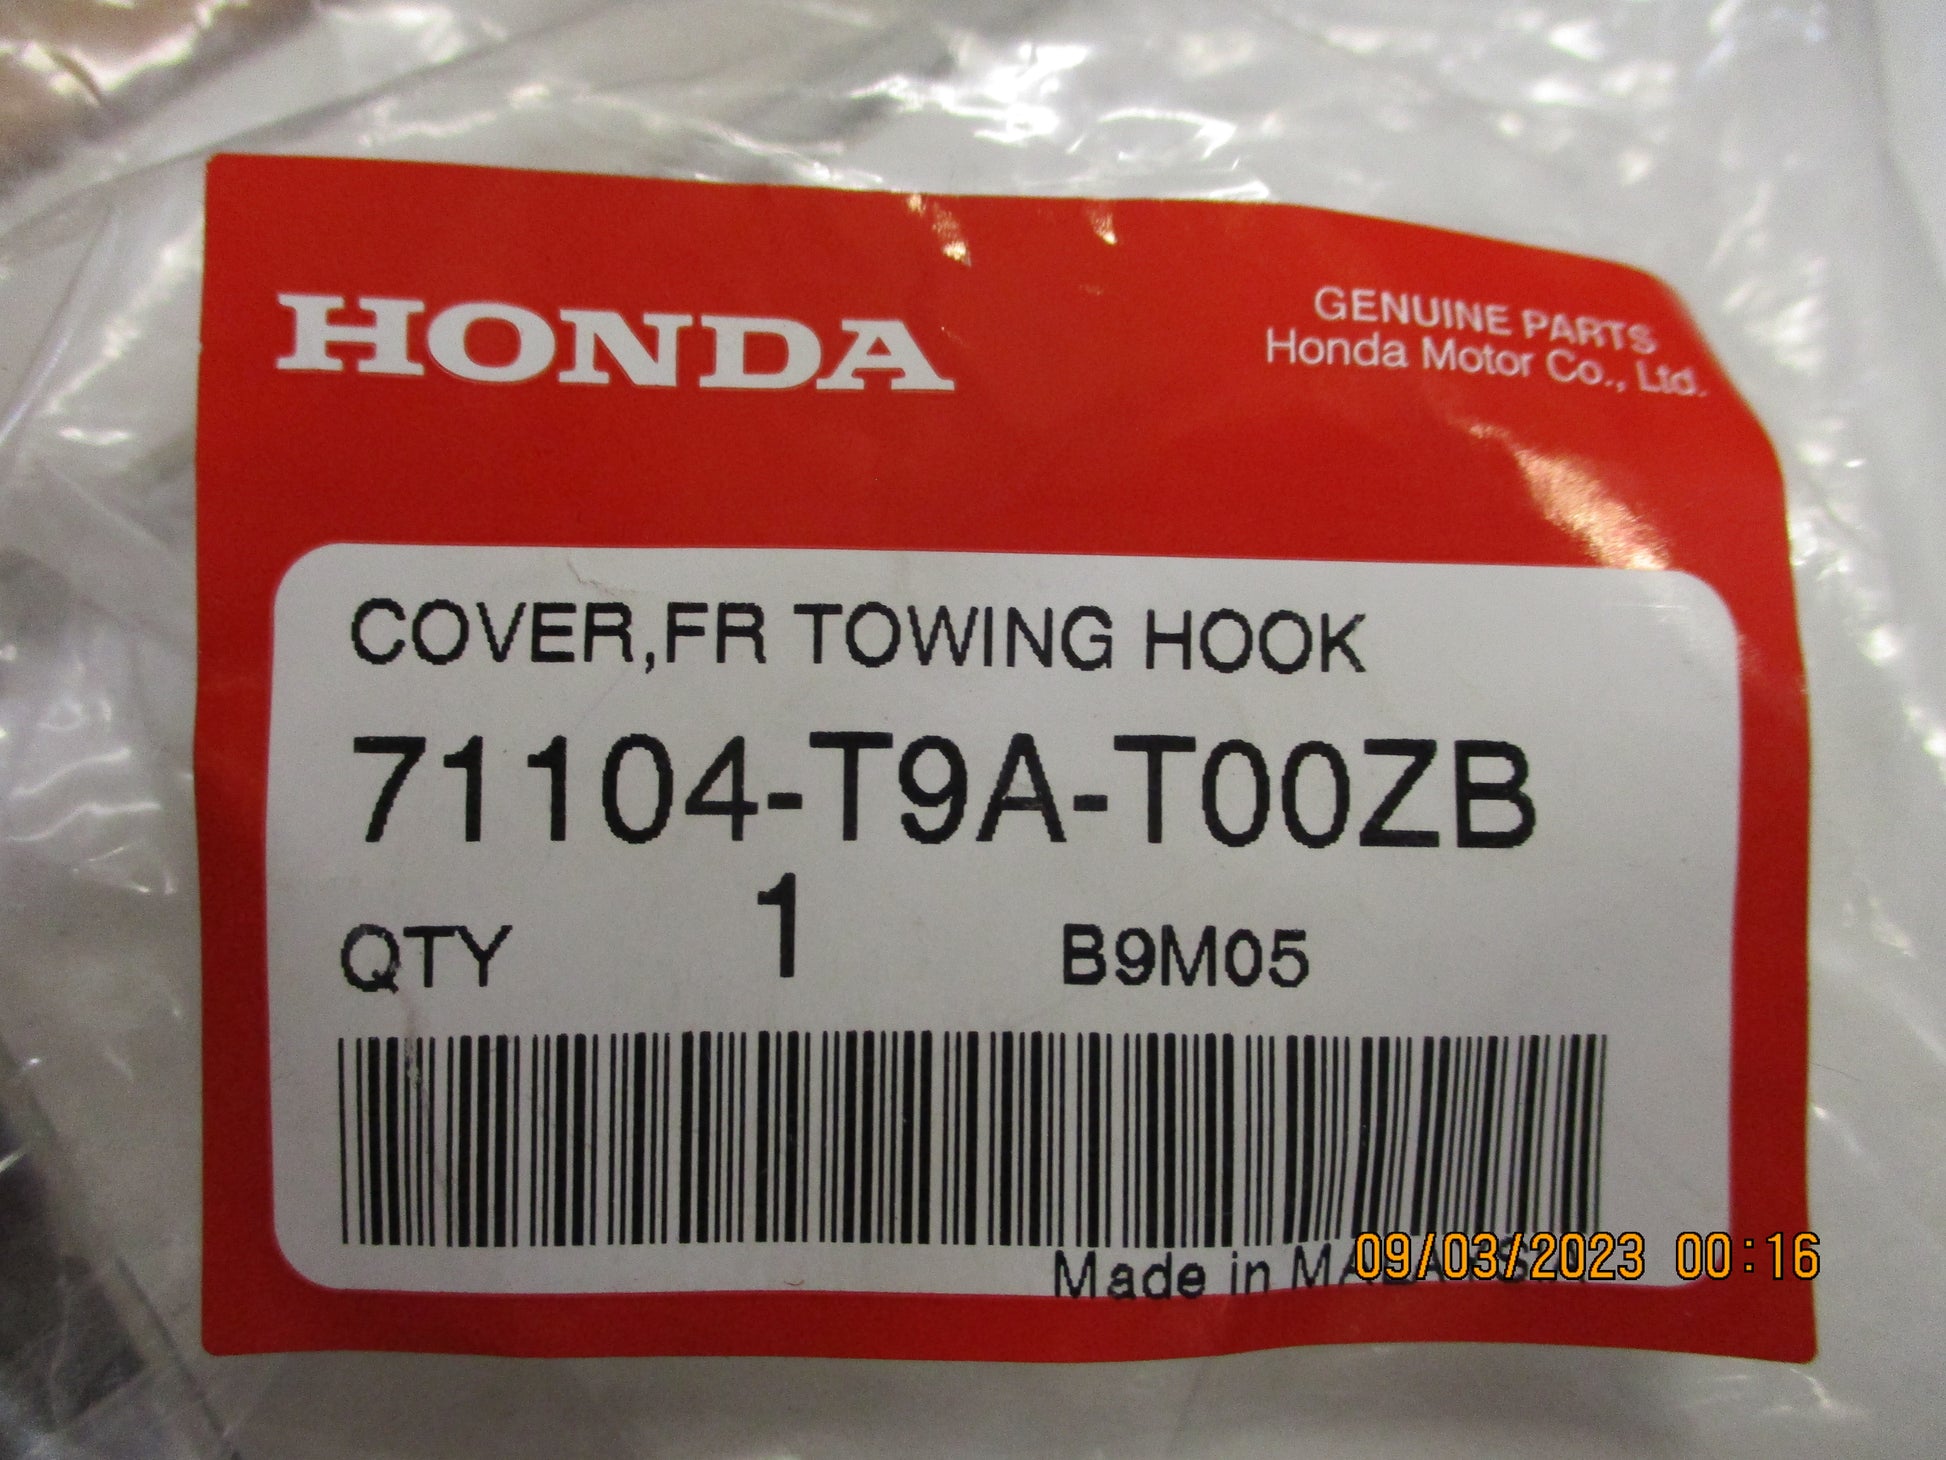 HONDA
GENUINE PARTS
Honda Motor Co., Ltd.
COVER,FR TOWING HOOK
71104-T9A-T00ZB
QTY 1 B9M05
Made in
09/03/2023 00:16